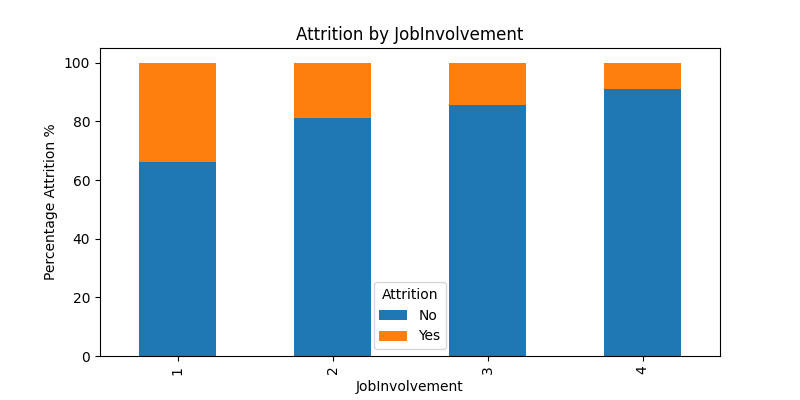 Attrition by JobInvolvement
Percentage Attrition %
100
80
60
40
20
0
Attrition
No
Yes
1
2
3
4
JobInvolvement